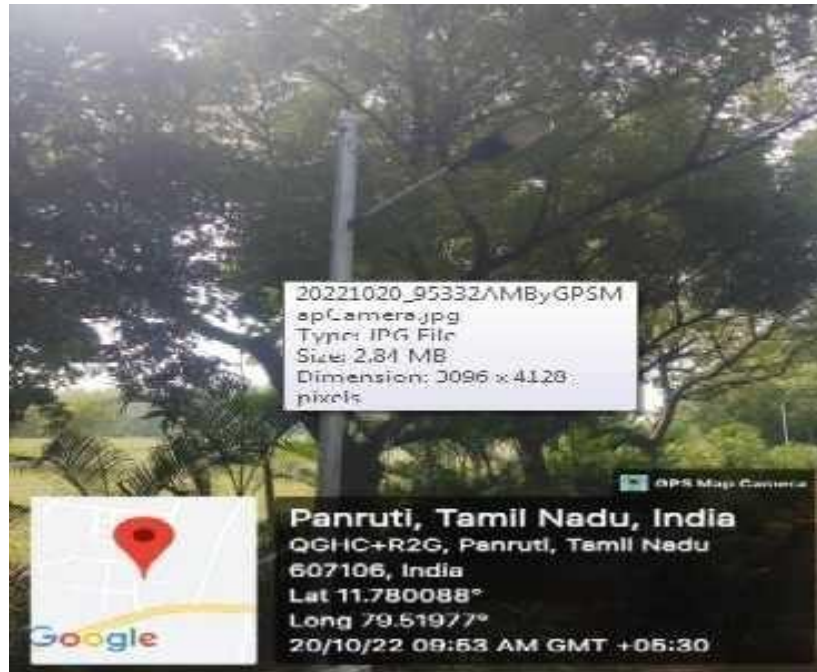 20221020_95332AMByGPSM
apCamera.jpg
Type: JPG File
Size: 2.84 MB
Dimension: 3096 x 4128
pixels
GPS Map Camera
Panruti, Tamil Nadu, India
QGHC+R2G, Panruti, Tamil Nadu
607106, India
Lat 11.780088°
Long 79.51977°
20/10/22 09:53 AM GMT +05:30
Google